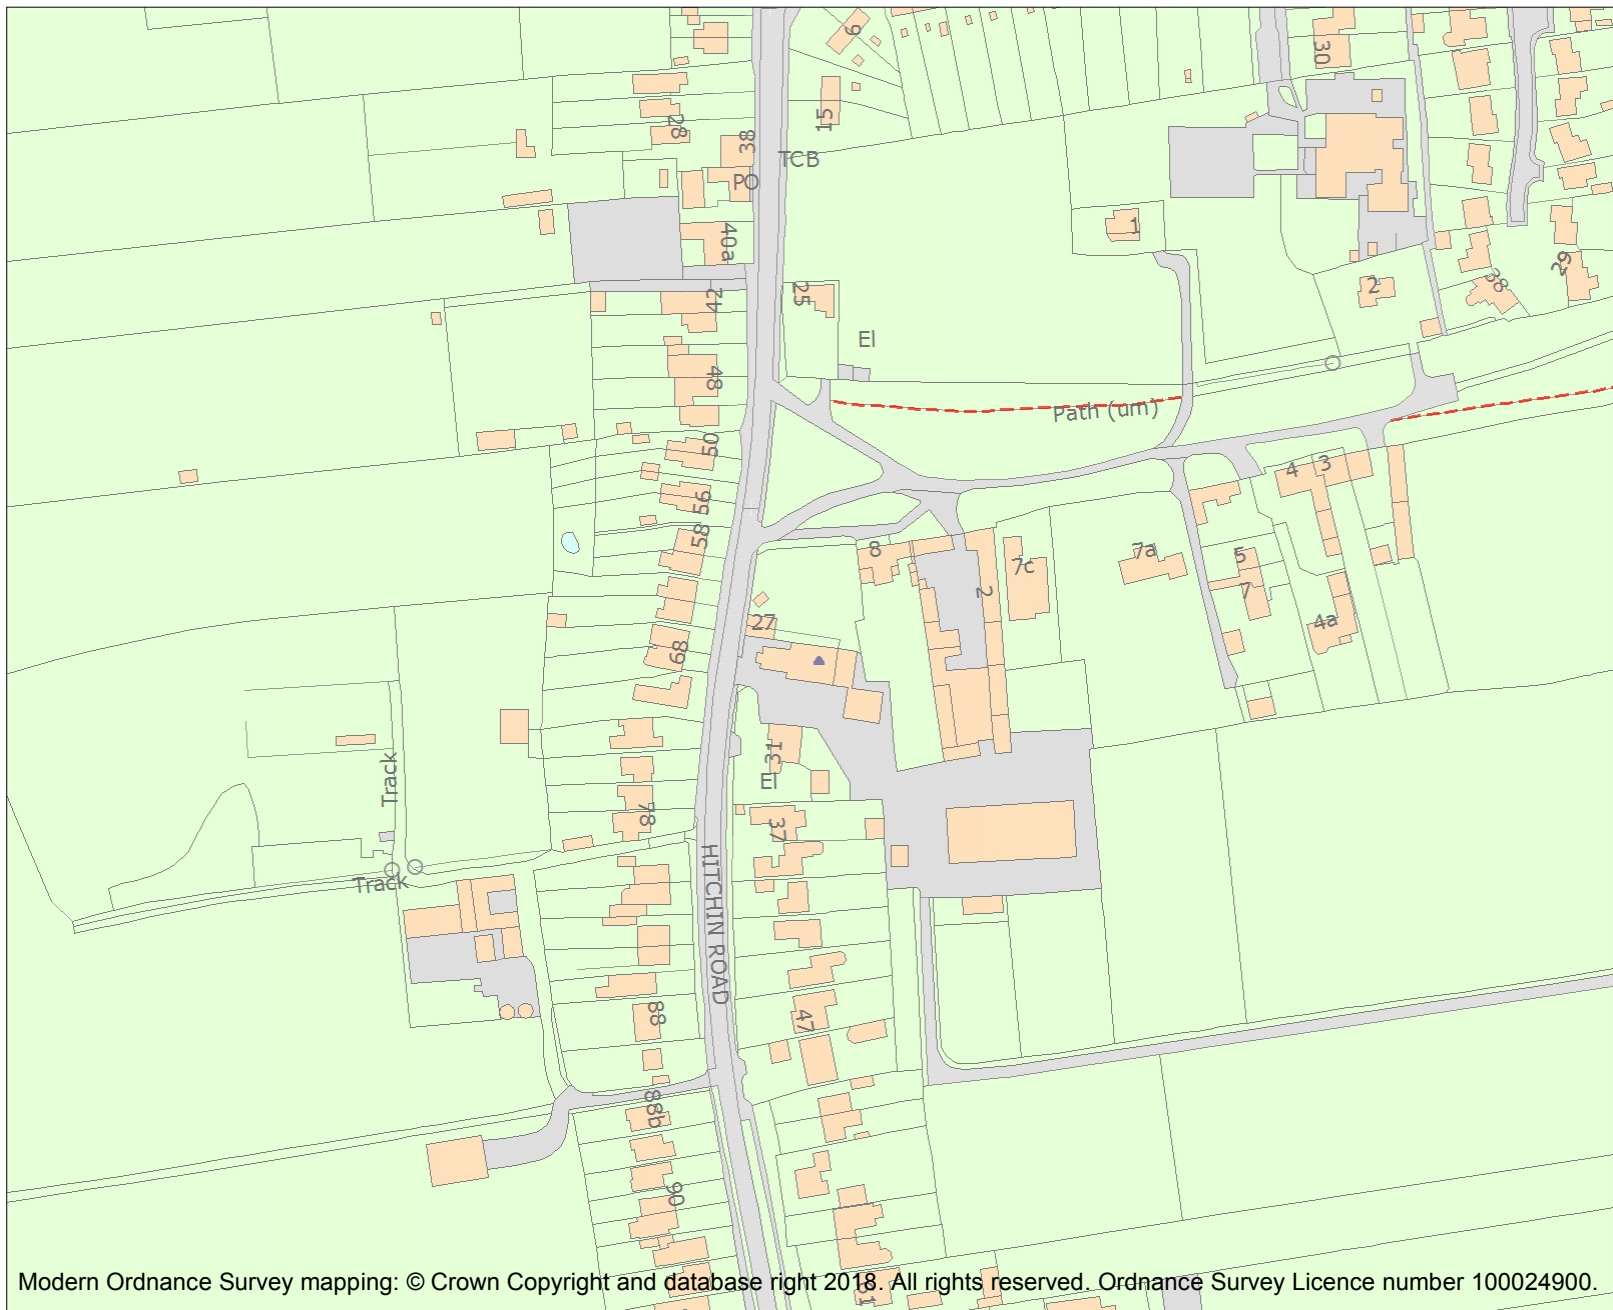 6
30
28
38
15
TCB
PO
1
40a
25
42
2
38
29
El
48
Path (um)
50
4
3
56
58
8
7c
7a
5
2
7
27
4a
68
31
Track
El
78
37
HITCHIN ROAD
Track
88
47
88b
90
51
Modern Ordnance Survey mapping: © Crown Copyright and database right 2018. All rights reserved. Ordnance Survey Licence number 100024900.